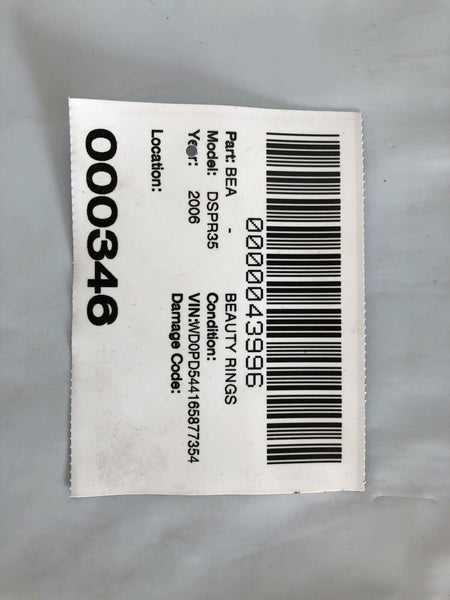 0000043996
Part: BEA - BEAUTY RINGS
Model: DSPR35 Condition:
Year: 2006 VIN:WD0PD544165877354
Damage Code:
Location:
000346